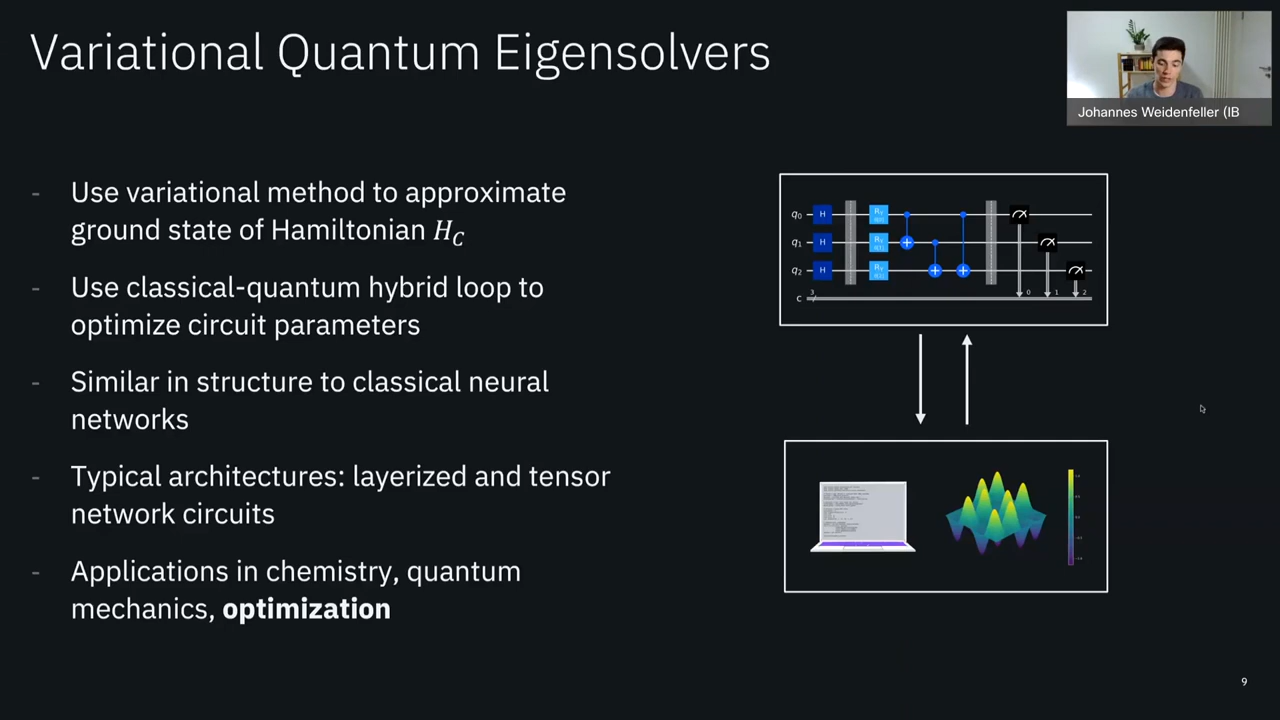 Variational Quantum Eigensolvers
Johannes Weidenfeller (IB
- Use variational method to approximate
ground state of Hamiltonian H_C
- Use classical-quantum hybrid loop to
optimize circuit parameters
- Similar in structure to classical neural
networks
- Typical architectures: layerized and tensor
network circuits
- Applications in chemistry, quantum
mechanics, optimization
q₀ H
q₁ H
q₂ H
c 3 0 1 2
9